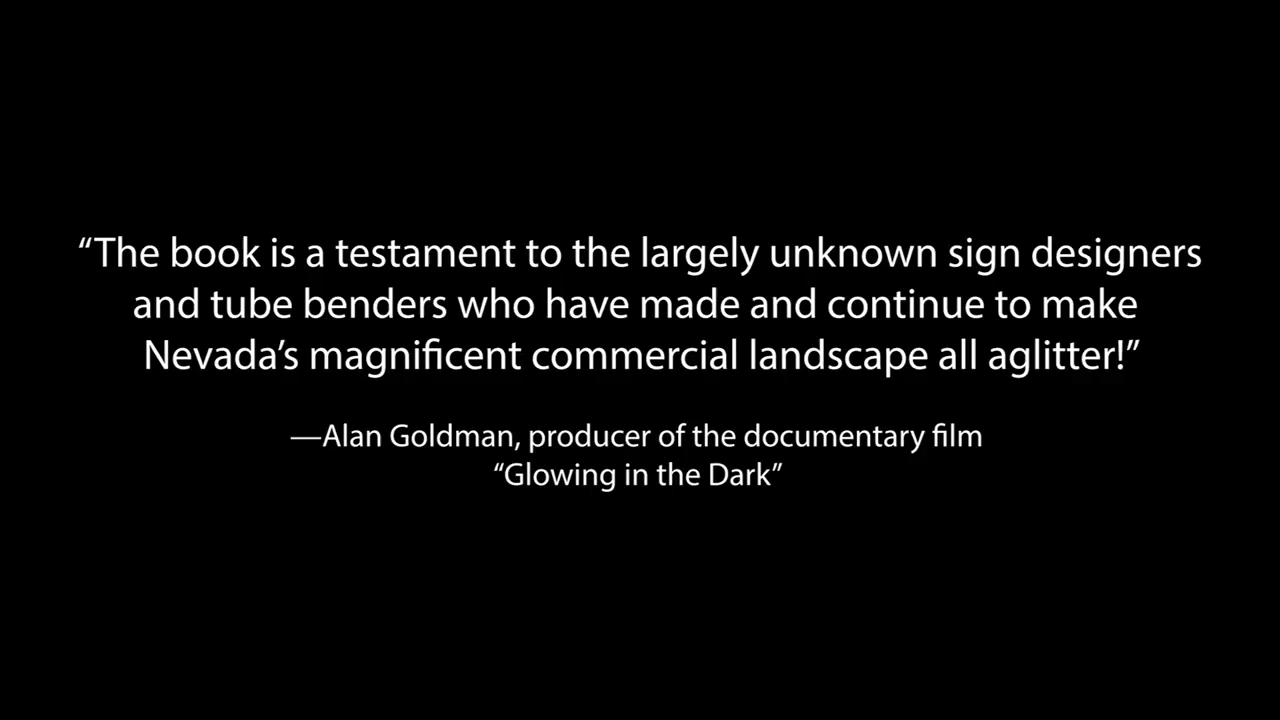 “The book is a testament to the largely unknown sign designers
and tube benders who have made and continue to make
Nevada’s magnificent commercial landscape all aglitter!”
—Alan Goldman, producer of the documentary film
“Glowing in the Dark”